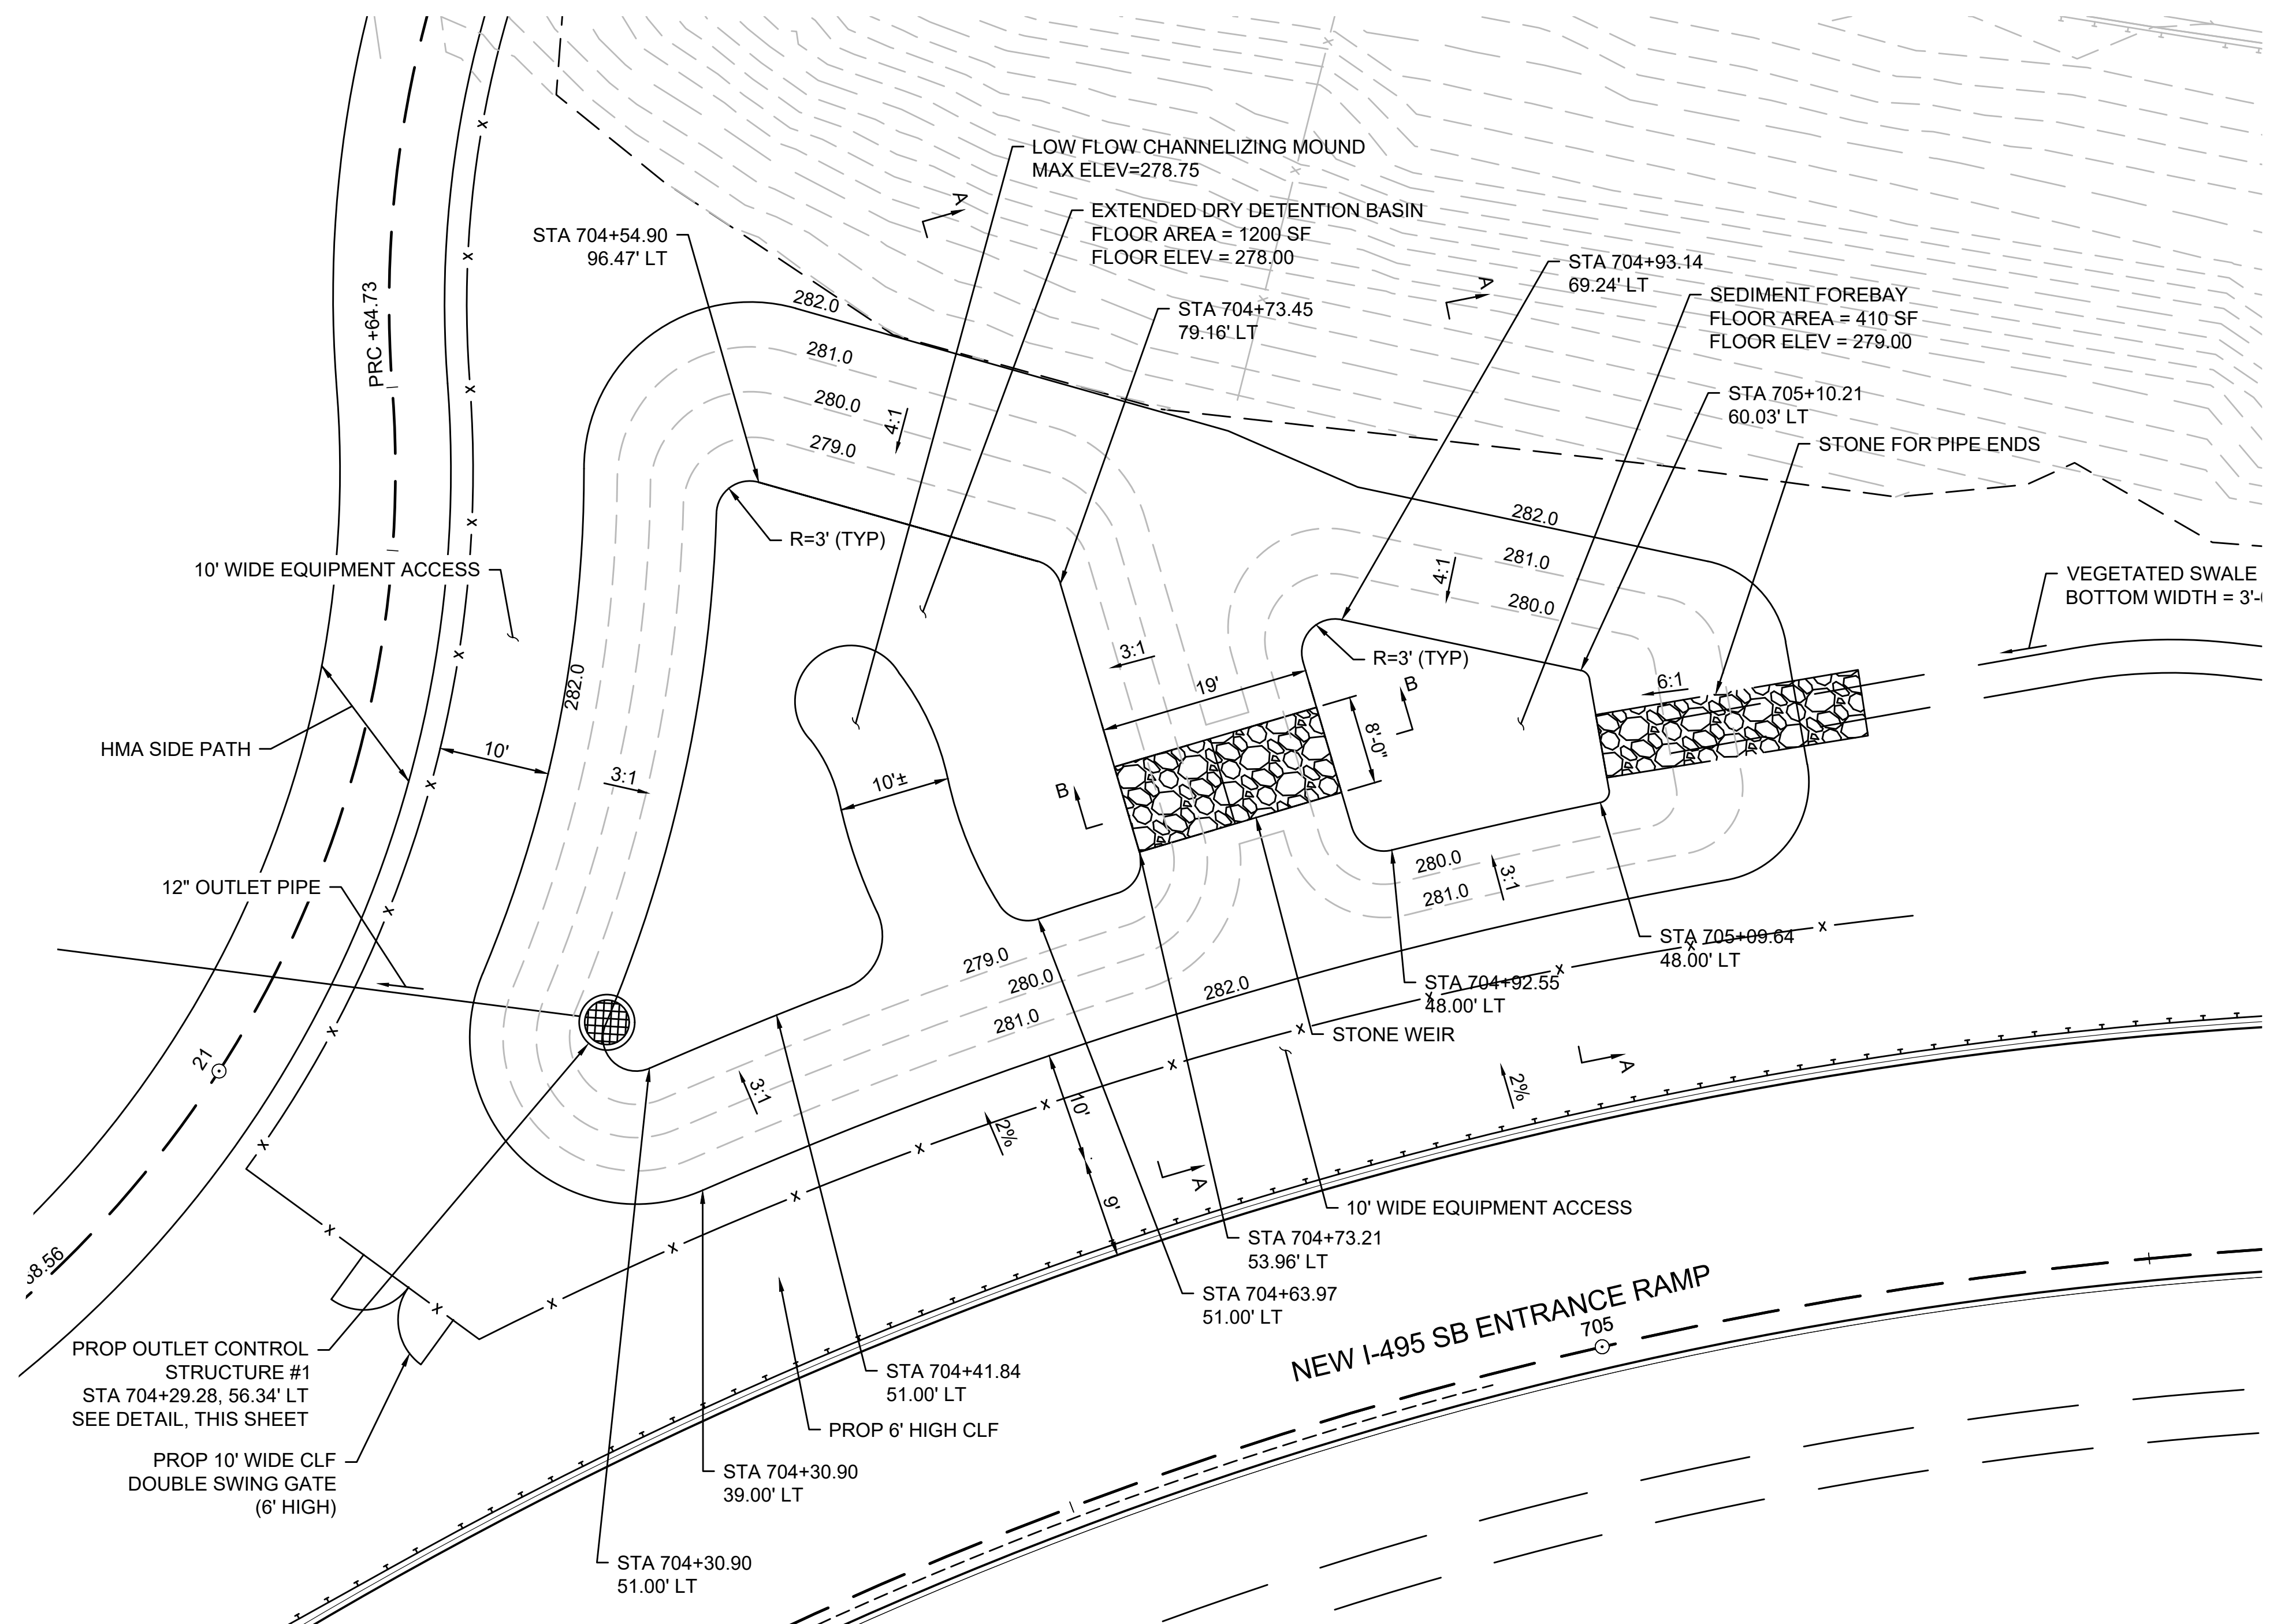 LOW FLOW CHANNELIZING MOUND
MAX ELEV=278.75
A
EXTENDED DRY DETENTION BASIN
FLOOR AREA = 1200 SF
FLOOR ELEV = 278.00
STA 704+54.90
96.47' LT
STA 704+93.14
69.24' LT
A
SEDIMENT FOREBAY
FLOOR AREA = 410 SF
FLOOR ELEV = 279.00
STA 704+73.45
79.16' LT
PRC +64.73
282.0
281.0
280.0
279.0
4:1
STA 705+10.21
60.03' LT
STONE FOR PIPE ENDS
R=3' (TYP)
282.0
281.0
280.0
4:1
10' WIDE EQUIPMENT ACCESS
VEGETATED SWALE
BOTTOM WIDTH = 3'-
282.0
3:1
R=3' (TYP)
19'
B
6:1
HMA SIDE PATH
10'
3:1
10'±
8'-0"
B
12" OUTLET PIPE
280.0
281.0
3:1
STA 705+09.64
48.00' LT
279.0
280.0
281.0
282.0
STA 704+92.55
48.00' LT
STONE WEIR
21
3:1
2%
10'
9'
2%
A
A
10' WIDE EQUIPMENT ACCESS
STA 704+73.21
53.96' LT
STA 704+63.97
51.00' LT
8.56
NEW I-495 SB ENTRANCE RAMP
705
PROP OUTLET CONTROL
STRUCTURE #1
STA 704+29.28, 56.34' LT
SEE DETAIL, THIS SHEET
STA 704+41.84
51.00' LT
PROP 6' HIGH CLF
PROP 10' WIDE CLF
DOUBLE SWING GATE
(6' HIGH)
STA 704+30.90
39.00' LT
STA 704+30.90
51.00' LT